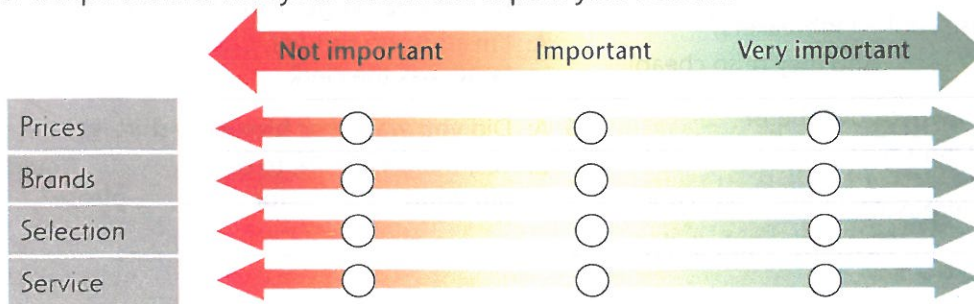 Not important Important Very important
Prices
Brands
Selection
Service